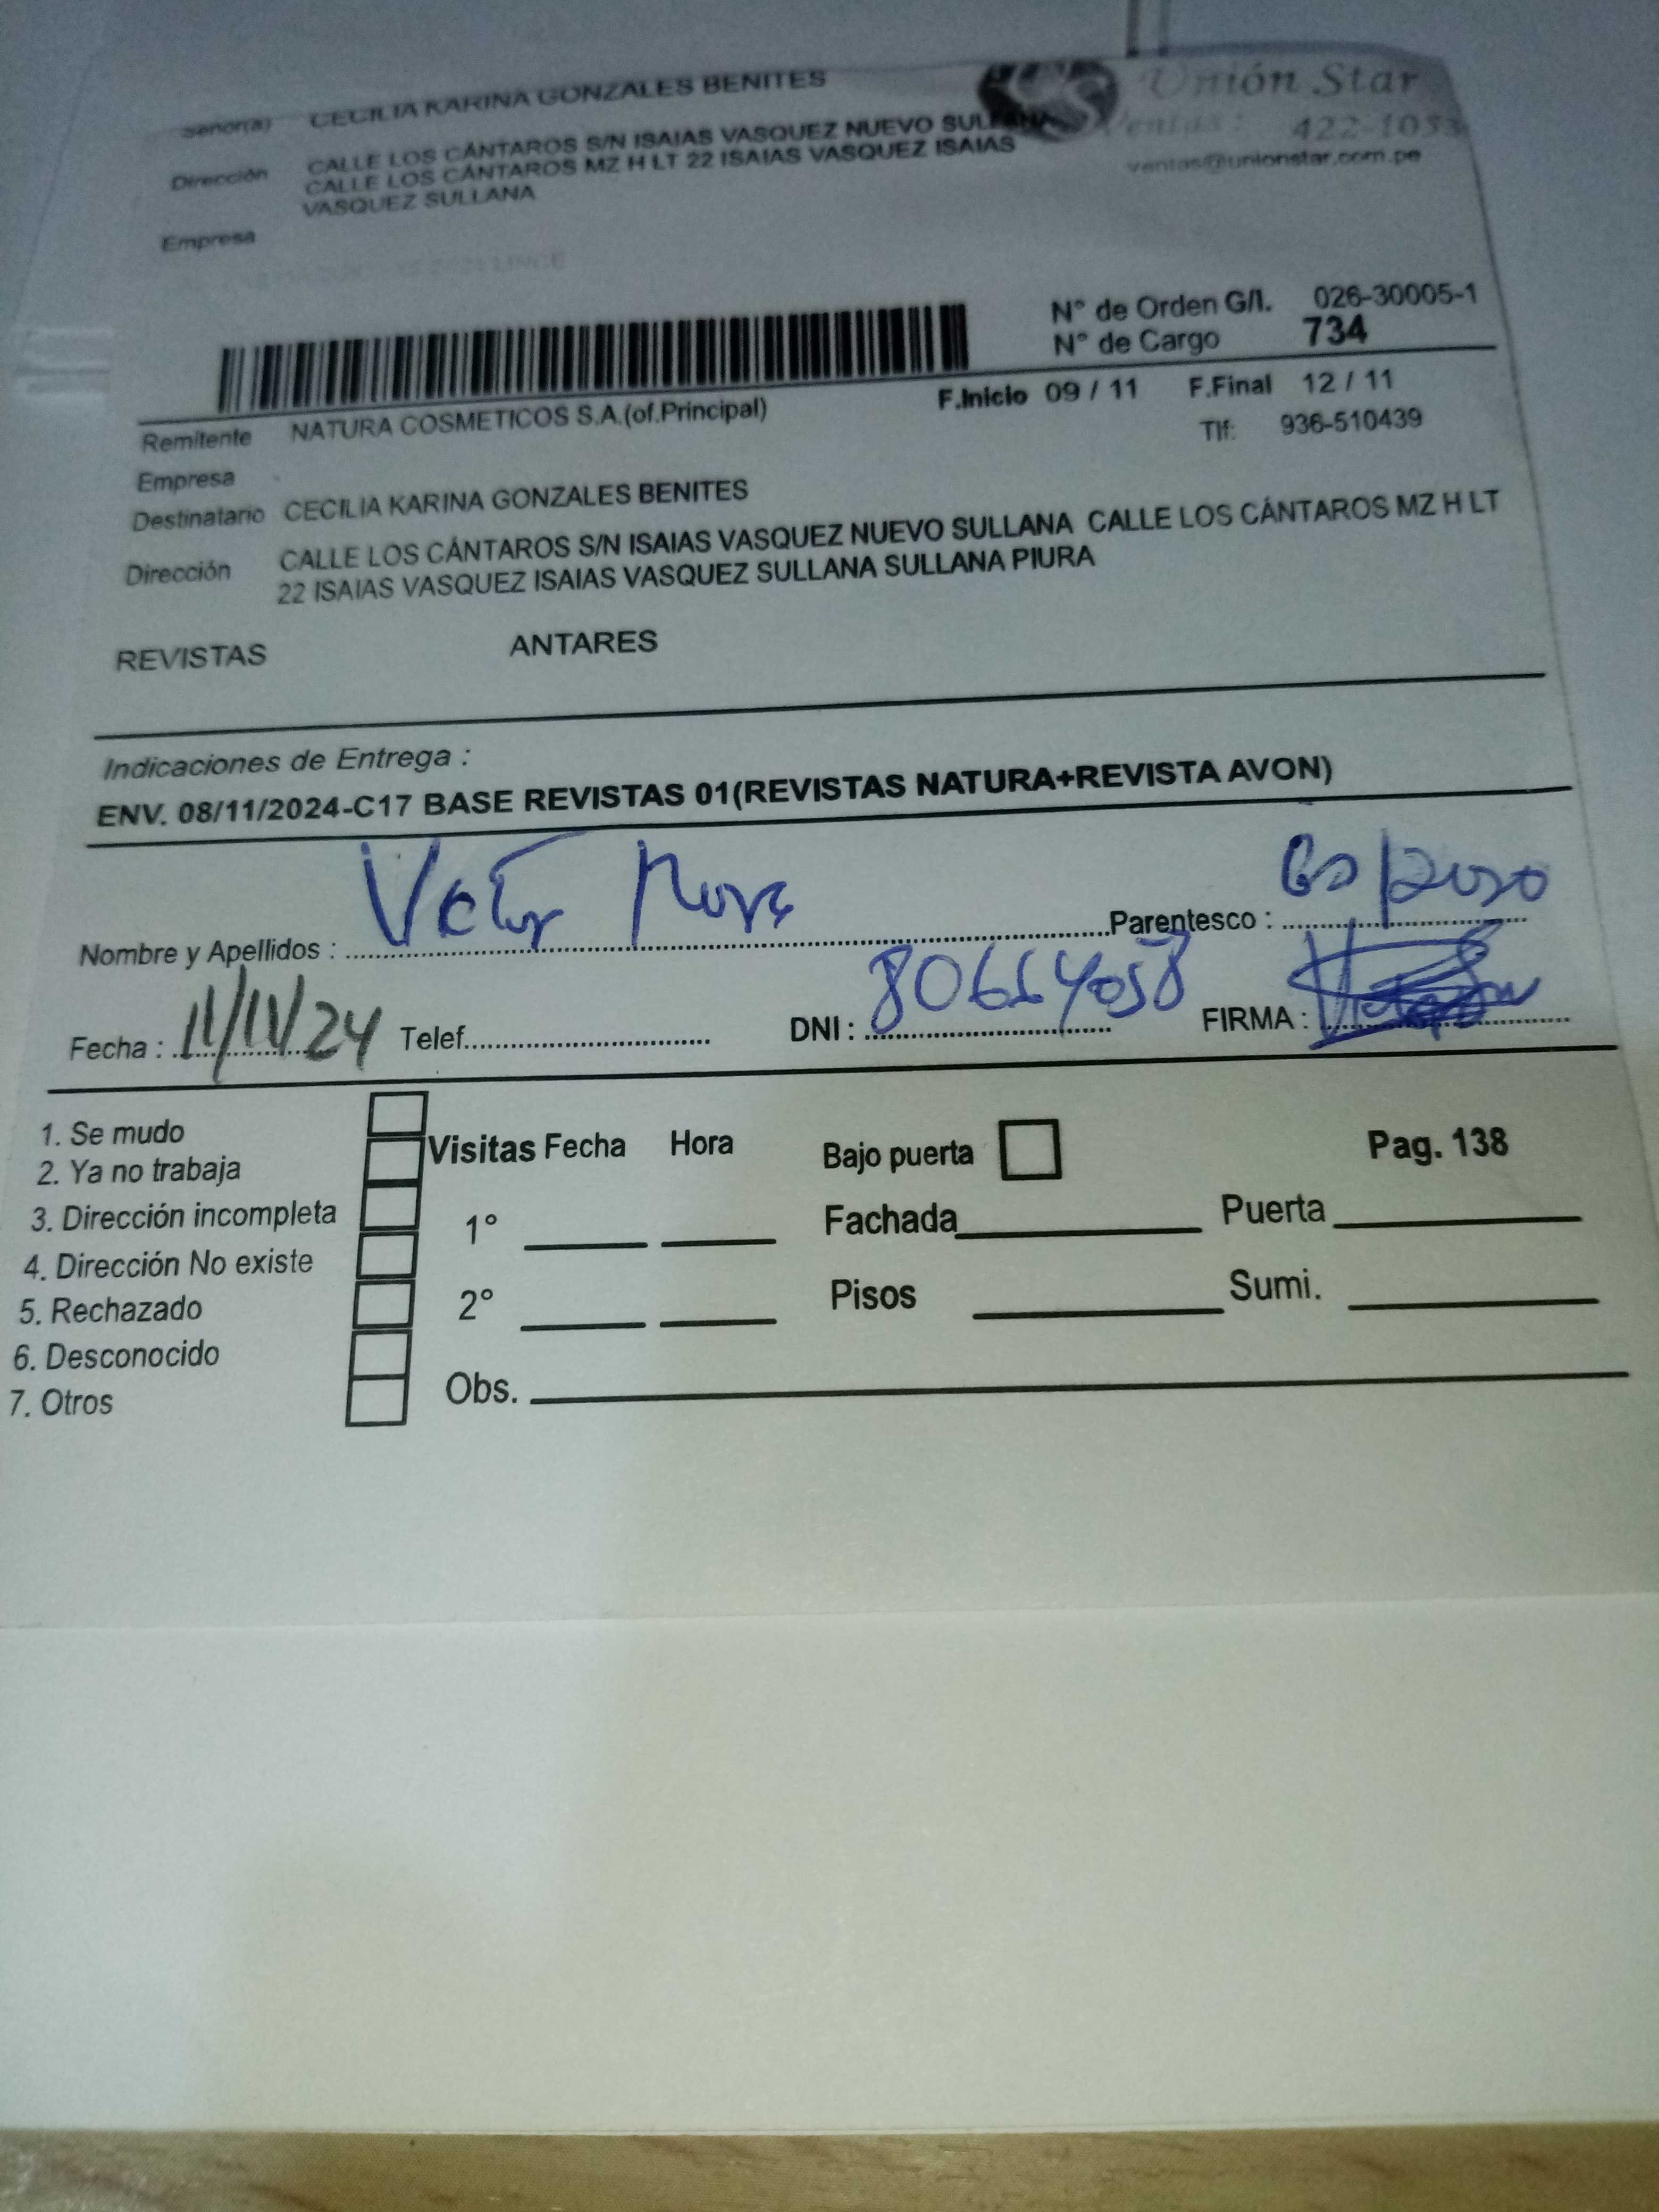 Señor(a) CECILIA KARINA GONZALES BENITES
Unión Star
Ventas : 422-1053
ventas@unionstar.com.pe
Dirección CALLE LOS CÁNTAROS S/N ISAIAS VASQUEZ NUEVO SULLANA
CALLE LOS CÁNTAROS MZ H LT 22 ISAIAS VASQUEZ ISAIAS
VASQUEZ SULLANA
Empresa
N° de Orden G/I. 026-30005-1
N° de Cargo 734
F.Inicio 09 / 11 F.Final 12 / 11
Remitente NATURA COSMETICOS S.A.(of.Principal) Tlf: 936-510439
Empresa
Destinatario CECILIA KARINA GONZALES BENITES
Dirección CALLE LOS CÁNTAROS S/N ISAIAS VASQUEZ NUEVO SULLANA CALLE LOS CÁNTAROS MZ H LT
22 ISAIAS VASQUEZ ISAIAS VASQUEZ SULLANA SULLANA PIURA
REVISTAS ANTARES
Indicaciones de Entrega :
ENV. 08/11/2024-C17 BASE REVISTAS 01(REVISTAS NATURA+REVISTA AVON)
Nombre y Apellidos : Parentesco : Esposo
Fecha : 11/11/24 Telef. DNI : FIRMA :
1. Se mudo
2. Ya no trabaja
3. Dirección incompleta
4. Dirección No existe
5. Rechazado
6. Desconocido
7. Otros
Visitas Fecha Hora
1°
2°
Obs.
Bajo puerta Pag. 138
Fachada Puerta
Pisos Sumi.